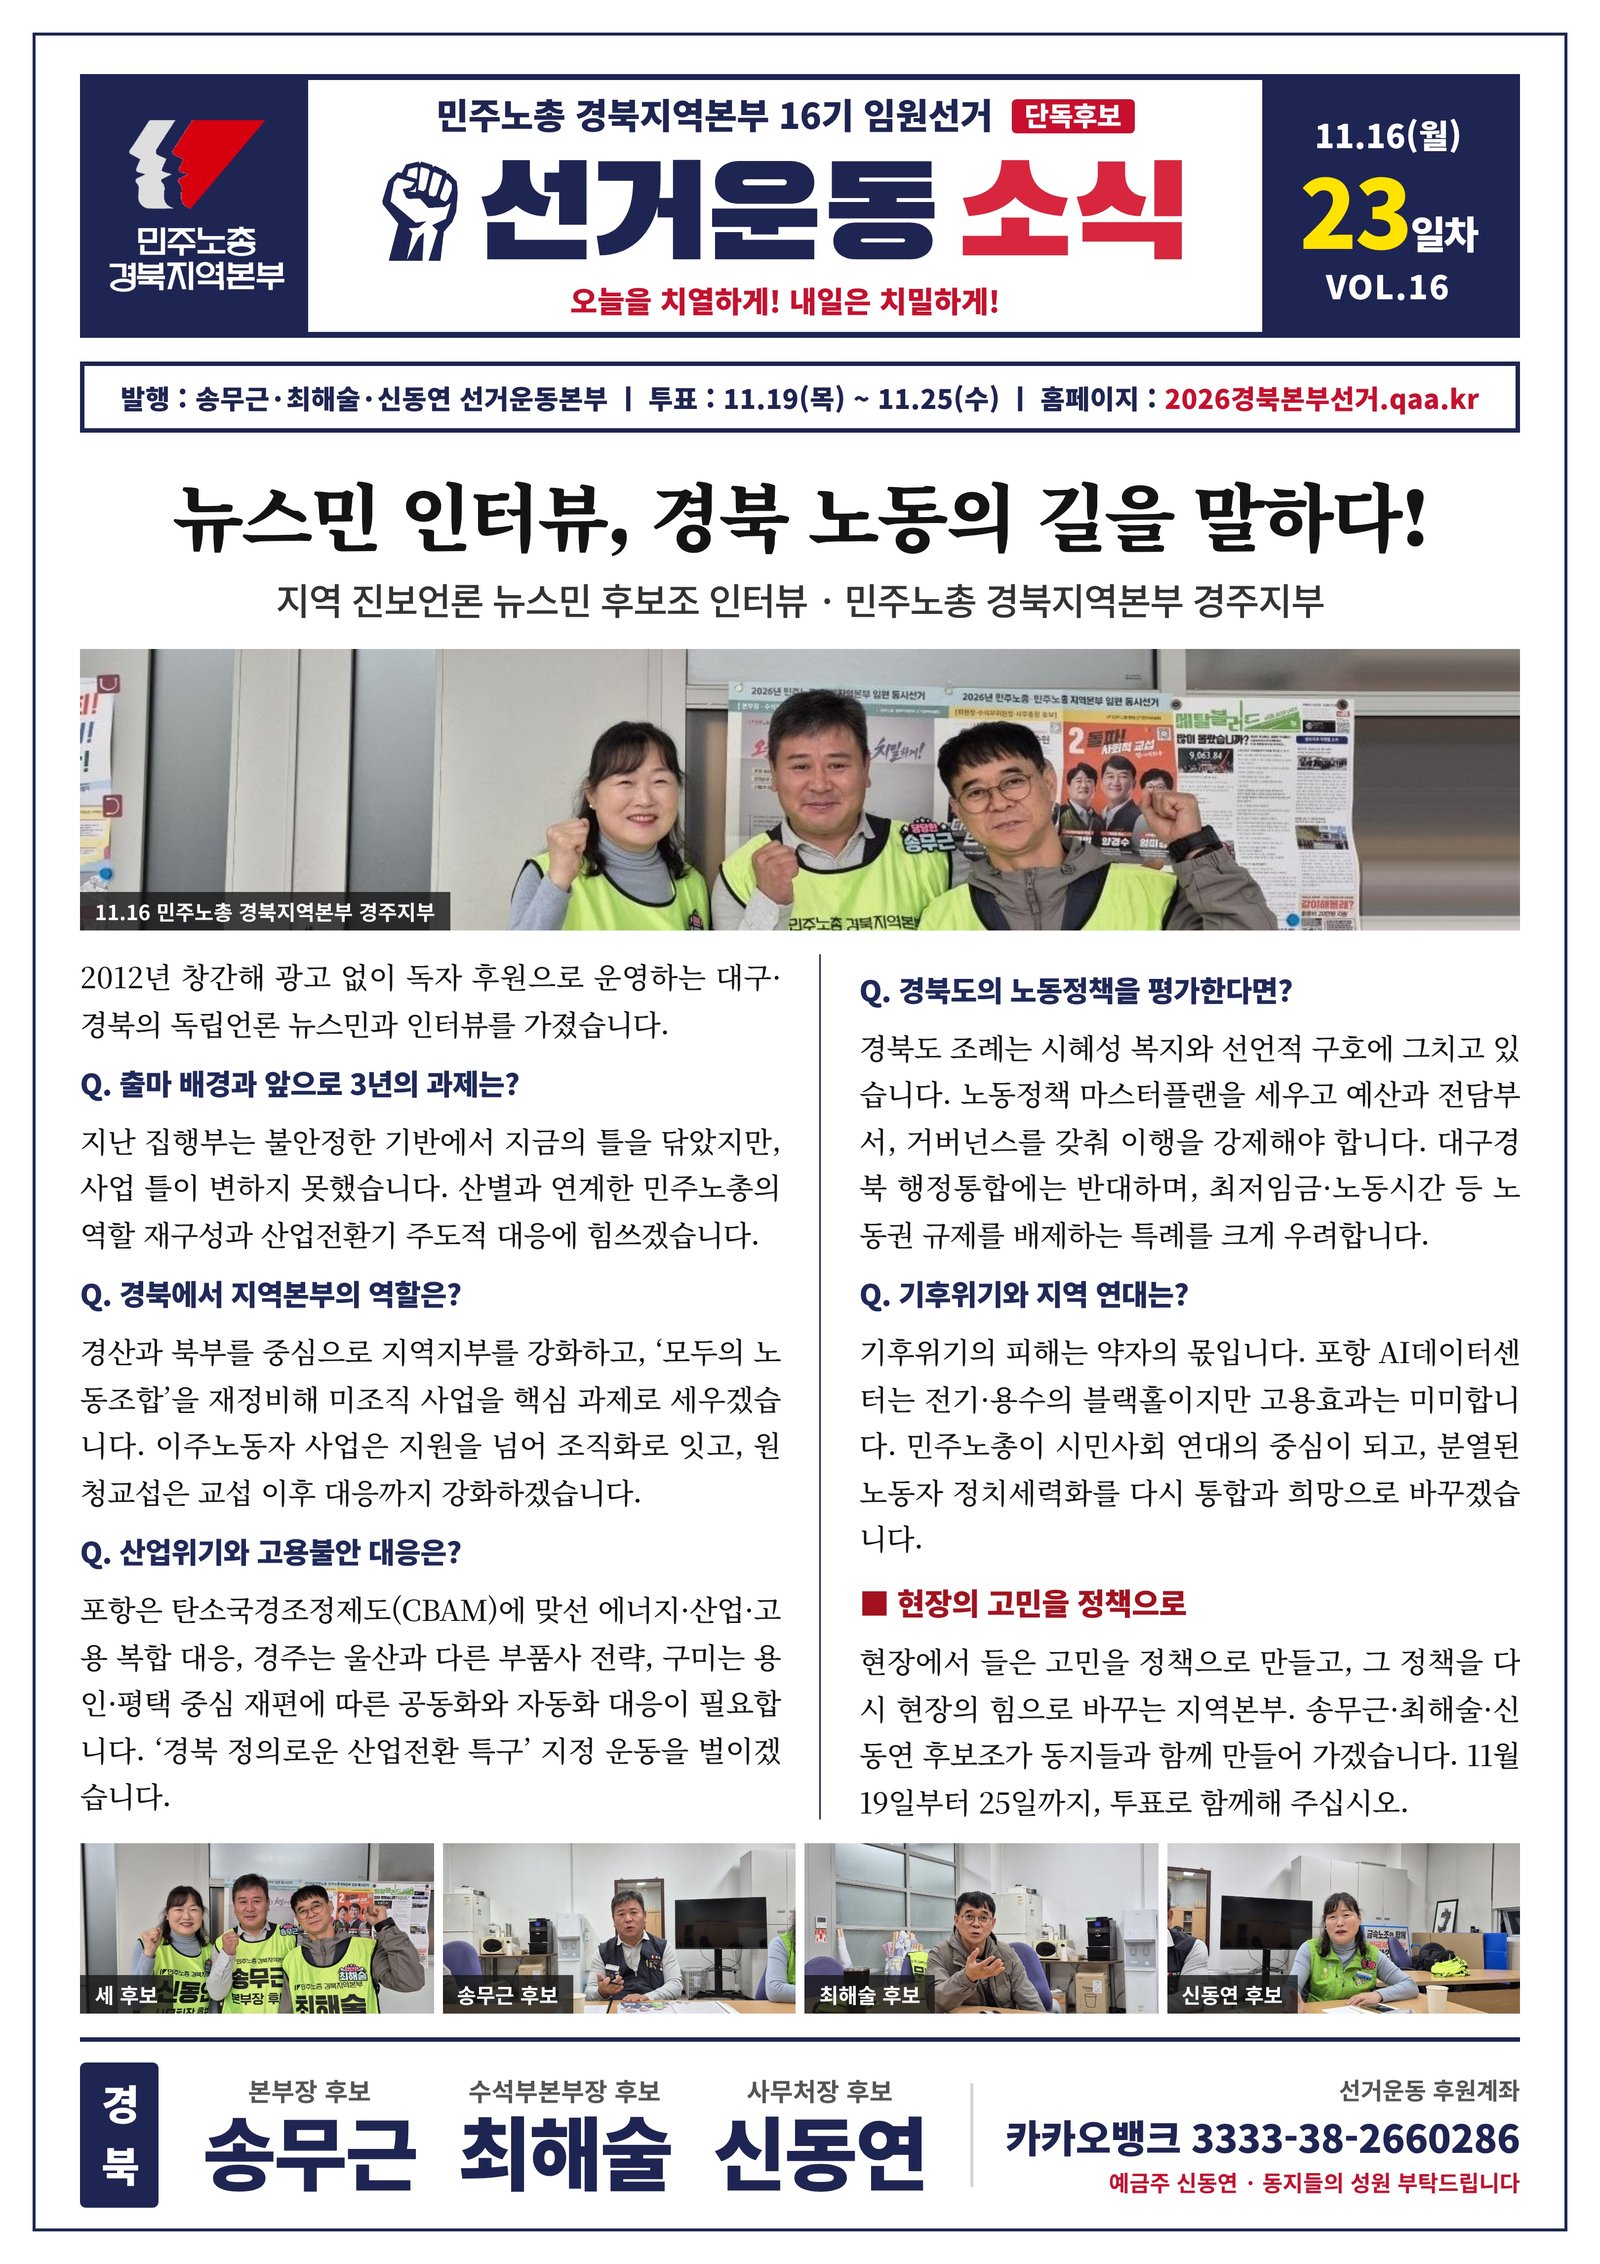 민주노총
경북지역본부
민주노총 경북지역본부 16기 임원선거 단독후보
선거운동 소식
오늘을 치열하게! 내일은 치밀하게!
11.16(월)
23일차
VOL.16
발행 : 송무근·최해술·신동연 선거운동본부 ㅣ 투표 : 11.19(목) ~ 11.25(수) ㅣ 홈페이지 : 2026경북본부선거.qaa.kr
뉴스민 인터뷰, 경북 노동의 길을 말하다!
지역 진보언론 뉴스민 후보조 인터뷰 · 민주노총 경북지역본부 경주지부
메탈블러드
많이 올랐습니까?
9,063.84
2 돌파!
사회적 교섭
치밀하게!
양경수
당당한
송무근
같이해볼래?
11.16 민주노총 경북지역본부 경주지부
2012년 창간해 광고 없이 독자 후원으로 운영하는 대구·
경북의 독립언론 뉴스민과 인터뷰를 가졌습니다.
Q. 출마 배경과 앞으로 3년의 과제는?
지난 집행부는 불안정한 기반에서 지금의 틀을 닦았지만,
사업 틀이 변하지 못했습니다. 산별과 연계한 민주노총의
역할 재구성과 산업전환기 주도적 대응에 힘쓰겠습니다.
Q. 경북에서 지역본부의 역할은?
경산과 북부를 중심으로 지역지부를 강화하고, ‘모두의 노
동조합’을 재정비해 미조직 사업을 핵심 과제로 세우겠습
니다. 이주노동자 사업은 지원을 넘어 조직화로 잇고, 원
청교섭은 교섭 이후 대응까지 강화하겠습니다.
Q. 산업위기와 고용불안 대응은?
포항은 탄소국경조정제도(CBAM)에 맞선 에너지·산업·고
용 복합 대응, 경주는 울산과 다른 부품사 전략, 구미는 용
인·평택 중심 재편에 따른 공동화와 자동화 대응이 필요합
니다. ‘경북 정의로운 산업전환 특구’ 지정 운동을 벌이겠
습니다.
Q. 경북도의 노동정책을 평가한다면?
경북도 조례는 시혜성 복지와 선언적 구호에 그치고 있
습니다. 노동정책 마스터플랜을 세우고 예산과 전담부
서, 거버넌스를 갖춰 이행을 강제해야 합니다. 대구경
북 행정통합에는 반대하며, 최저임금·노동시간 등 노
동권 규제를 배제하는 특례를 크게 우려합니다.
Q. 기후위기와 지역 연대는?
기후위기의 피해는 약자의 몫입니다. 포항 AI데이터센
터는 전기·용수의 블랙홀이지만 고용효과는 미미합니
다. 민주노총이 시민사회 연대의 중심이 되고, 분열된
노동자 정치세력화를 다시 통합과 희망으로 바꾸겠습
니다.
■ 현장의 고민을 정책으로
현장에서 들은 고민을 정책으로 만들고, 그 정책을 다
시 현장의 힘으로 바꾸는 지역본부. 송무근·최해술·신
동연 후보조가 동지들과 함께 만들어 가겠습니다. 11월
19일부터 25일까지, 투표로 함께해 주십시오.
세 후보
송무근 후보
최해술 후보
신동연 후보
경북
본부장 후보
송무근
수석부본부장 후보
최해술
사무처장 후보
신동연
선거운동 후원계좌
카카오뱅크 3333-38-2660286
예금주 신동연 · 동지들의 성원 부탁드립니다